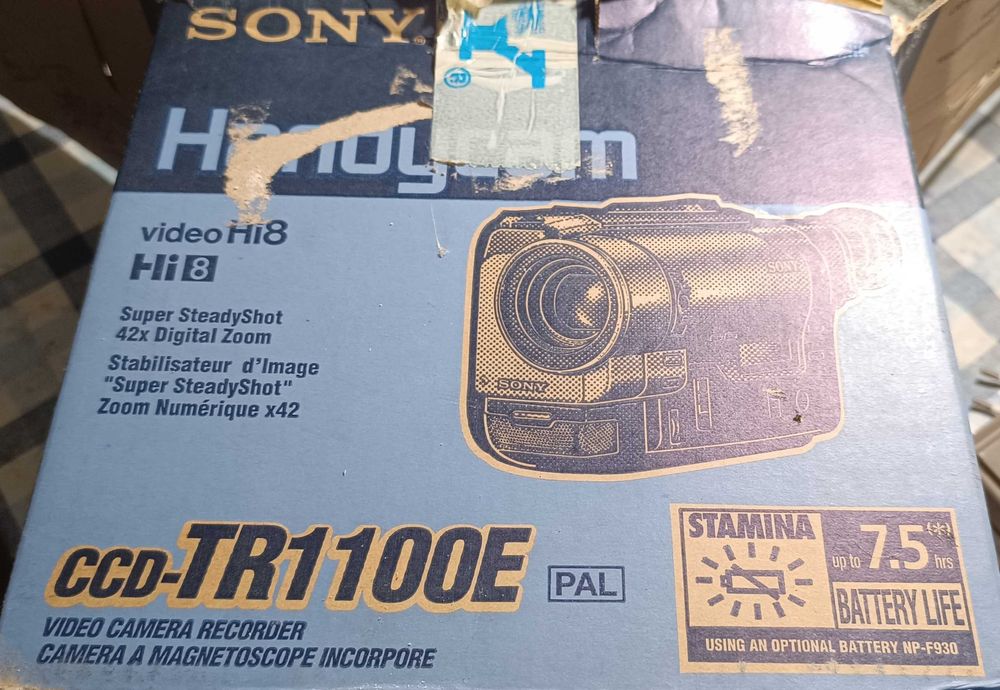 SONY
Handycam
video Hi8
Hi8
Super SteadyShot
42x Digital Zoom
Stabilisateur d'Image
"Super SteadyShot"
Zoom Numérique x42
SONY
SONY
CCD-TR1100E
PAL
VIDEO CAMERA RECORDER
CAMERA A MAGNETOSCOPE INCORPORE
STAMINA
up to 7.5(*) hrs
BATTERY LIFE
USING AN OPTIONAL BATTERY NP-F930